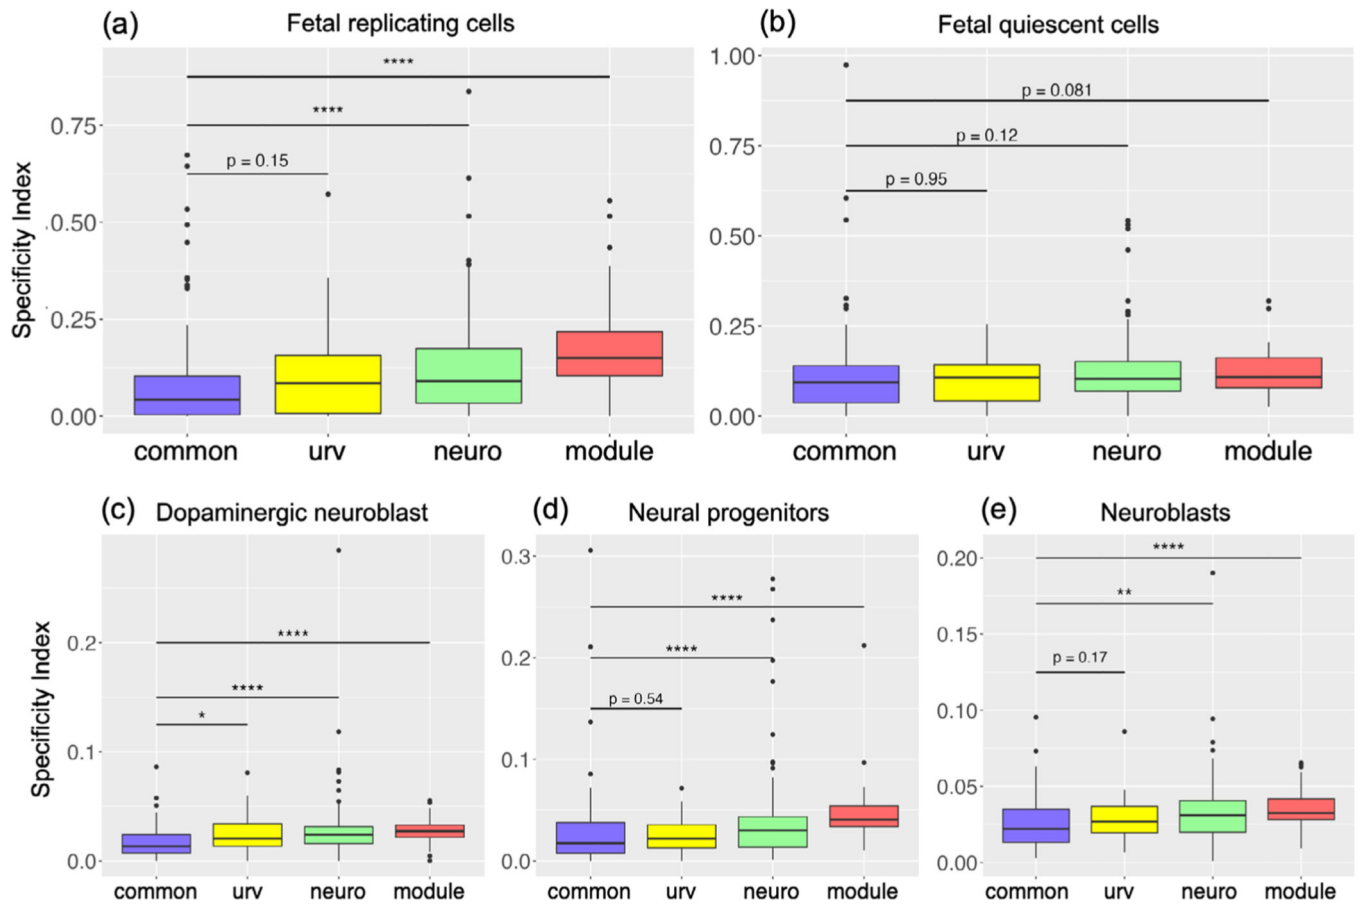 (a) Fetal replicating cells
Specificity Index
0.75
.0.50
0.25
0.00
****
****
p = 0.15
common urv neuro module
(b) Fetal quiescent cells
1.00
0.75
0.50
0.25
0.00
p = 0.081
p = 0.12
p = 0.95
common urv neuro module
(c) Dopaminergic neuroblast
Specificity Index
0.2
0.1
0.0
****
****
*
common urv neuro module
(d) Neural progenitors
0.3
0.2
0.1
0.0
****
****
p = 0.54
common urv neuro module
(e) Neuroblasts
0.20
0.15
0.10
0.05
0.00
****
**
p = 0.17
common urv neuro module